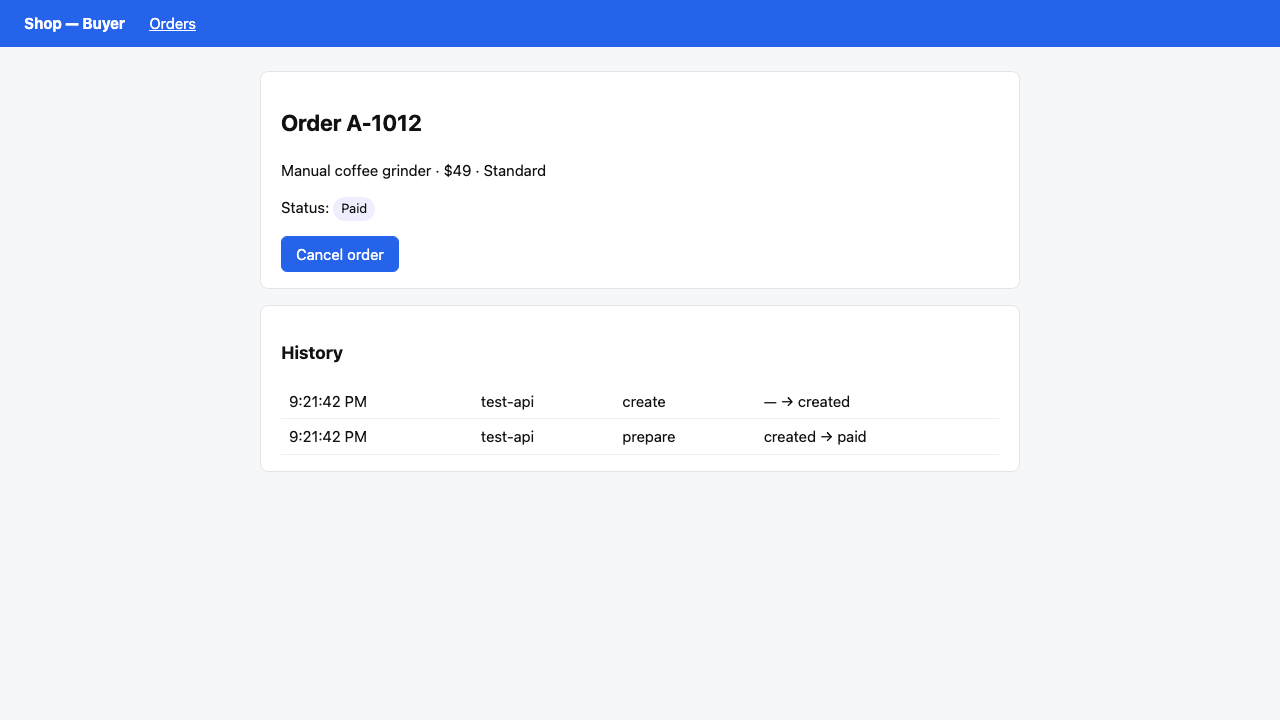 Shop — Buyer Orders
Order A-1012
Manual coffee grinder · $49 · Standard
Status: Paid
Cancel order
History
9:21:42 PM test-api create — → created
9:21:42 PM test-api prepare created → paid